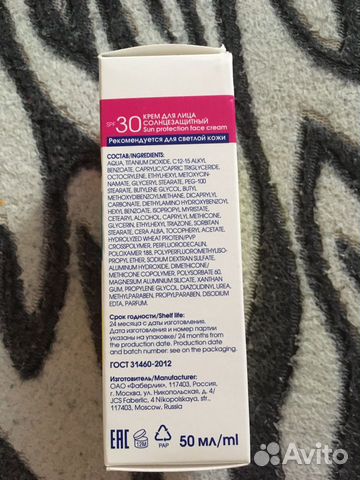 SPF 30 КРЕМ ДЛЯ ЛИЦА
СОЛНЦЕЗАЩИТНЫЙ
Sun protection face cream
Рекомендуется для светлой кожи
СОСТАВ/INGREDIENTS:
AQUA, TITANIUM DIOXIDE, C12-15 ALKYL
BENZOATE, CAPRYLIC/CAPRIC TRIGLYCERIDE,
OCTOCRYLENE, ETHYLHEXYL METOXYCIN-
NAMATE, GLYCERYL STEARATE, PEG-100
STEARATE, BUTYLENE GLYCOL, BUTYL
METHOXYDIBENZOYLMETHANE, DICAPRYLYL
CARBONATE, DIETHYLAMINO HYDROXYBENZOYL
HEXYL BENZOATE, ISOPROPYL MYRISTATE,
CETEARYL ALCOHOL, CAPRYLYL METHICONE,
GLYCERIN, ETHYLHEXYL TRIAZONE, SORBITAN
STEARATE, CERA ALBA, TOCOPHERYL ACETATE,
HYDROLYZED WHEAT PROTEIN/PVP
CROSSPOLYMER, PERFLUORODECALIN,
POLOXAMER 188, POLYPERFLUOROMETHYLISO-
PROPYL ETHER, SODIUM DEXTRAN SULFATE,
ALUMINUM HYDROXIDE, DIMETHICONE/
METHICONE COPOLYMER, POLYSORBATE 60,
MAGNESIUM ALUMINUM SILICATE, XANTHAN
GUM, PROPYLENE GLYCOL, DIAZOLIDINYL UREA,
METHYLPARABEN, PROPYLPARABEN, DISODIUM
EDTA, PARFUM.
Срок годности/Shelf life:
24 месяца с даты изготовления.
Дата изготовления и номер партии
указаны на упаковке/ 24 months from
the production date. Production date
and batch number: see on the packaging.
ГОСТ 31460-2012
Изготовитель/Manufacturer:
ОАО «Фаберлик», 117403, Россия,
г. Москва, ул. Никопольская, д. 4/
JCS Faberlic, 4 Nikopolskaya str.,
117403, Moscow, Russia
EAC
12M
PAP
50 мл/ml
Avito